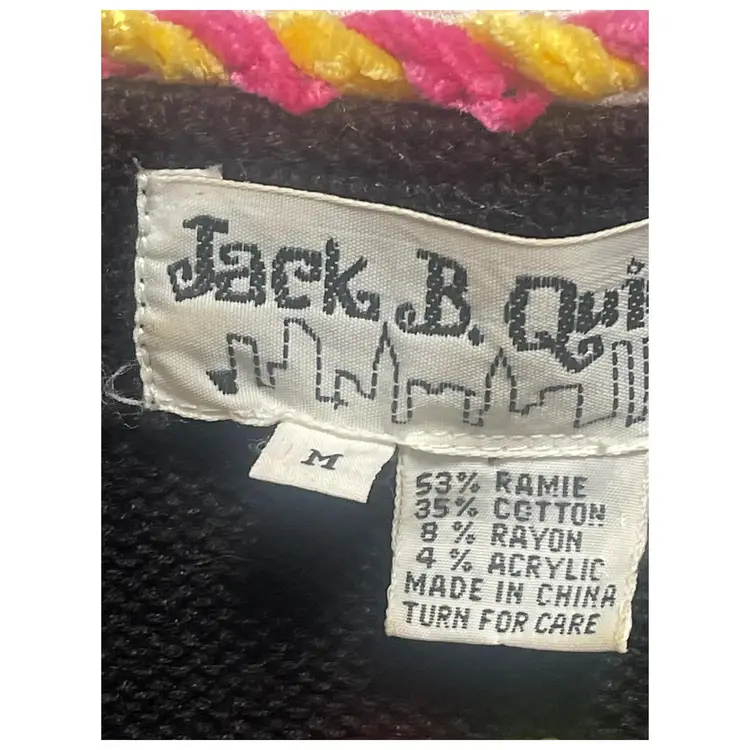 Jack B. Qui
M
53% RAMIE
35% COTTON
8 % RAYON
4 % ACRYLIC
MADE IN CHINA
TURN FOR CARE